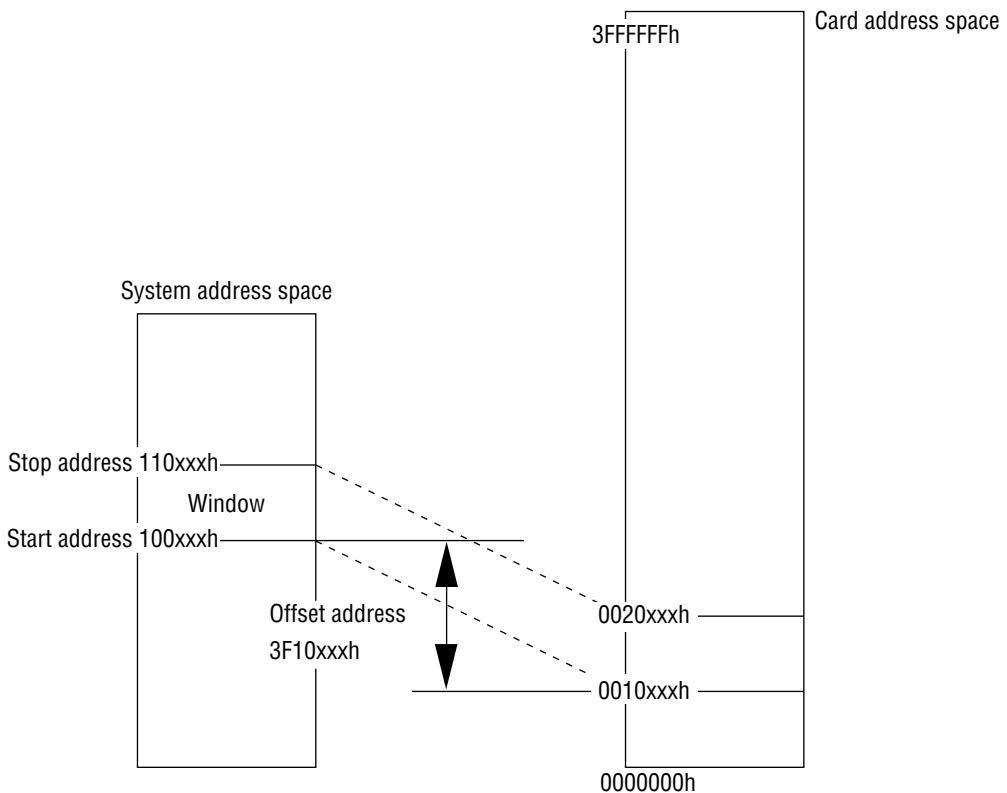 Card address space
3FFFFFFh
System address space
Stop address 110xxxh
Window
Start address 100xxxh
Offset address
3F10xxxh
0020xxxh
0010xxxh
0000000h